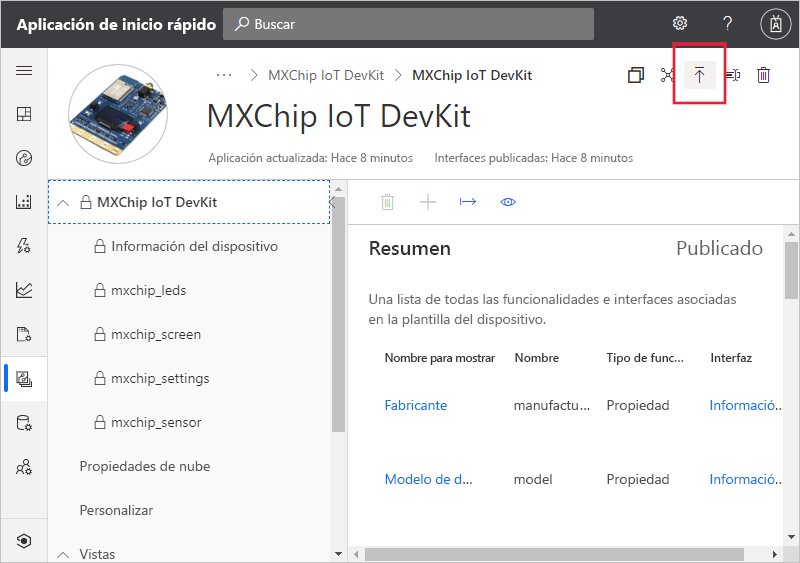 Aplicación de inicio rápido
Buscar
?
··· > MXChip IoT DevKit > MXChip IoT DevKit
MXChip IoT DevKit
Aplicación actualizada: Hace 8 minutos Interfaces publicadas: Hace 8 minutos
MXChip IoT DevKit
Información del dispositivo
mxchip_leds
mxchip_screen
mxchip_settings
mxchip_sensor
Propiedades de nube
Personalizar
Vistas
Resumen Publicado
Una lista de todas las funcionalidades e interfaces asociadas
en la plantilla del dispositivo.
Nombre para mostrar Nombre Tipo de func... Interfaz
Fabricante manufactu... Propiedad Informació...
Modelo de d... model Propiedad Informació...